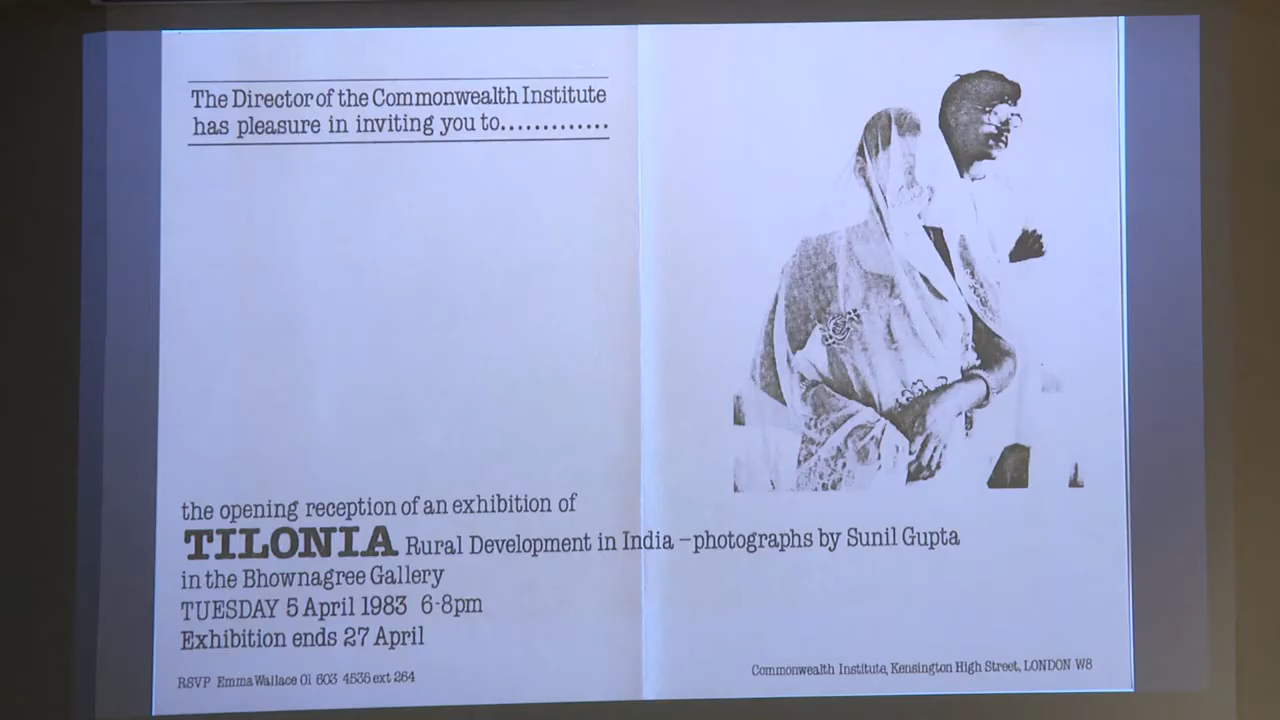 The Director of the Commonwealth Institute
has pleasure in inviting you to.............
the opening reception of an exhibition of
TILONIA Rural Development in India – photographs by Sunil Gupta
in the Bhownagree Gallery
TUESDAY 5 April 1983 6-8pm
Exhibition ends 27 April
RSVP Emma Wallace 01 603 4535 ext 264
Commonwealth Institute, Kensington High Street, LONDON W8